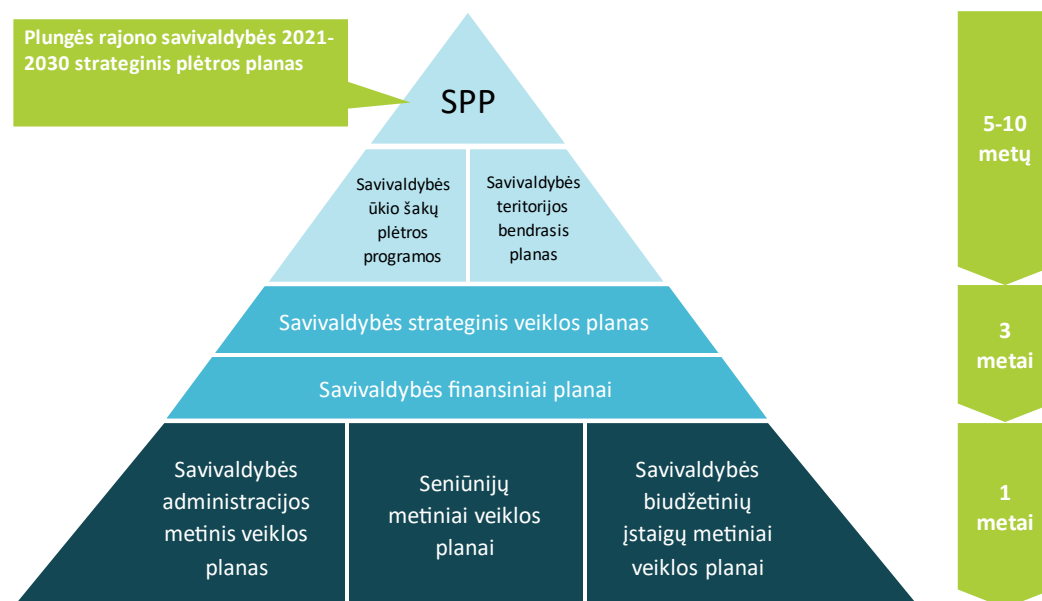 Plungės rajono savivaldybės 2021-
2030 strateginis plėtros planas
SPP
5-10
metų
Savivaldybės
ūkio šakų
plėtros
programos
Savivaldybės
teritorijos
bendrasis
planas
Savivaldybės strateginis veiklos planas
3
metai
Savivaldybės finansiniai planai
Savivaldybės
administracijos
metinis veiklos
planas
Seniūnijų
metiniai veiklos
planai
Savivaldybės
biudžetinių
įstaigų metiniai
veiklos planai
1
metai